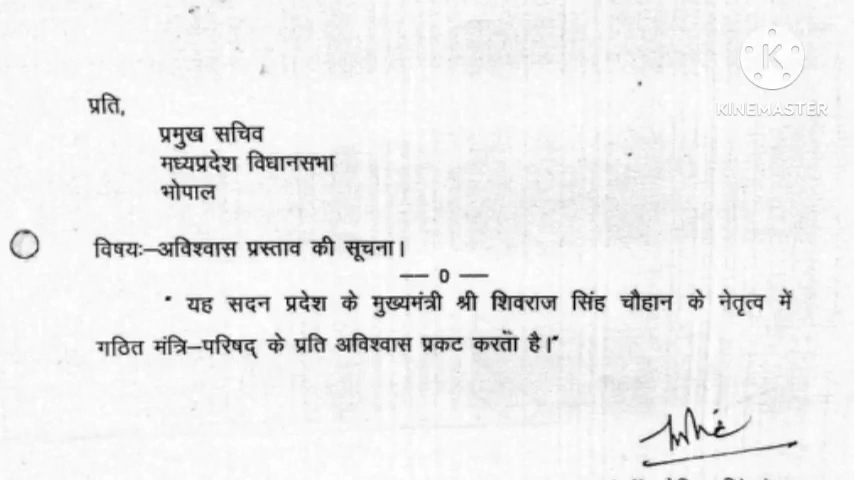 KINEMASTER
प्रति,
प्रमुख सचिव
मध्यप्रदेश विधानसभा
भोपाल
विषयः–अविश्वास प्रस्ताव की सूचना।
— 0 —
" यह सदन प्रदेश के मुख्यमंत्री श्री शिवराज सिंह चौहान के नेतृत्व में
गठित मंत्रि–परिषद् के प्रति अविश्वास प्रकट करता है।"